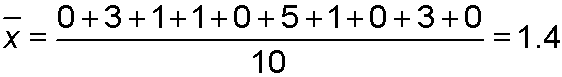 x̅ = (0+3+1+1+0+5+1+0+3+0)/10 = 1.4